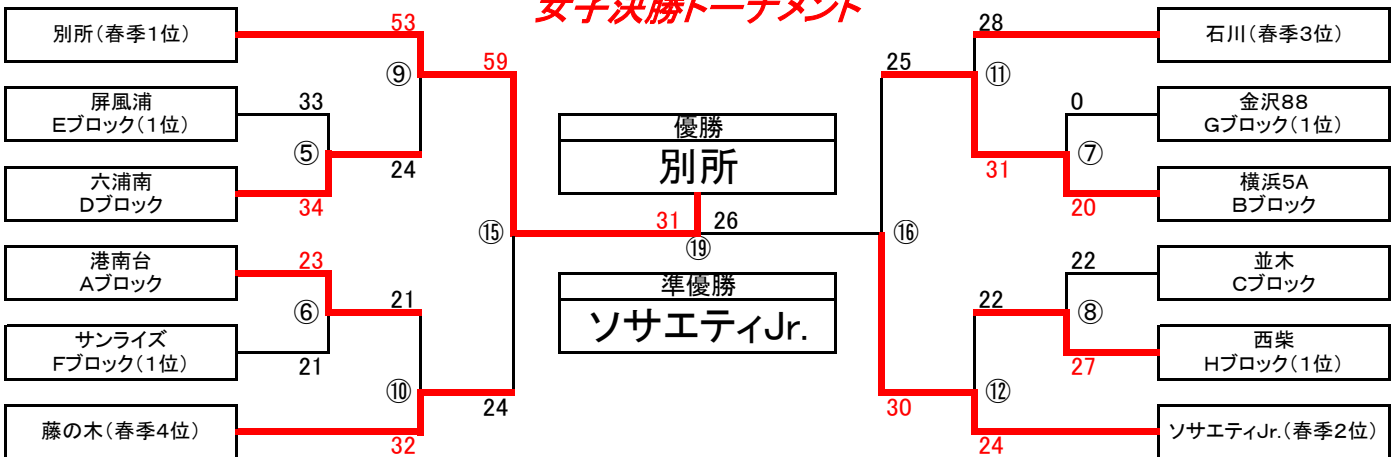 女子決勝トーナメント
別所(春季1位)
53
⑨
59
屏風浦
Eブロック(1位)
33
⑤
24
六浦南
Dブロック
34
⑮
港南台
Aブロック
23
⑥
21
サンライズ
Fブロック(1位)
21
⑩
24
藤の木(春季4位)
32
優勝
別所
31
26
⑲
準優勝
ソサエティJr.
28
石川(春季3位)
25
⑪
0
金沢88
Gブロック(1位)
⑦
31
20
横浜5A
Bブロック
⑯
22
並木
Cブロック
22
⑧
27
西柴
Hブロック(1位)
⑫
30
24
ソサエティJr.(春季2位)